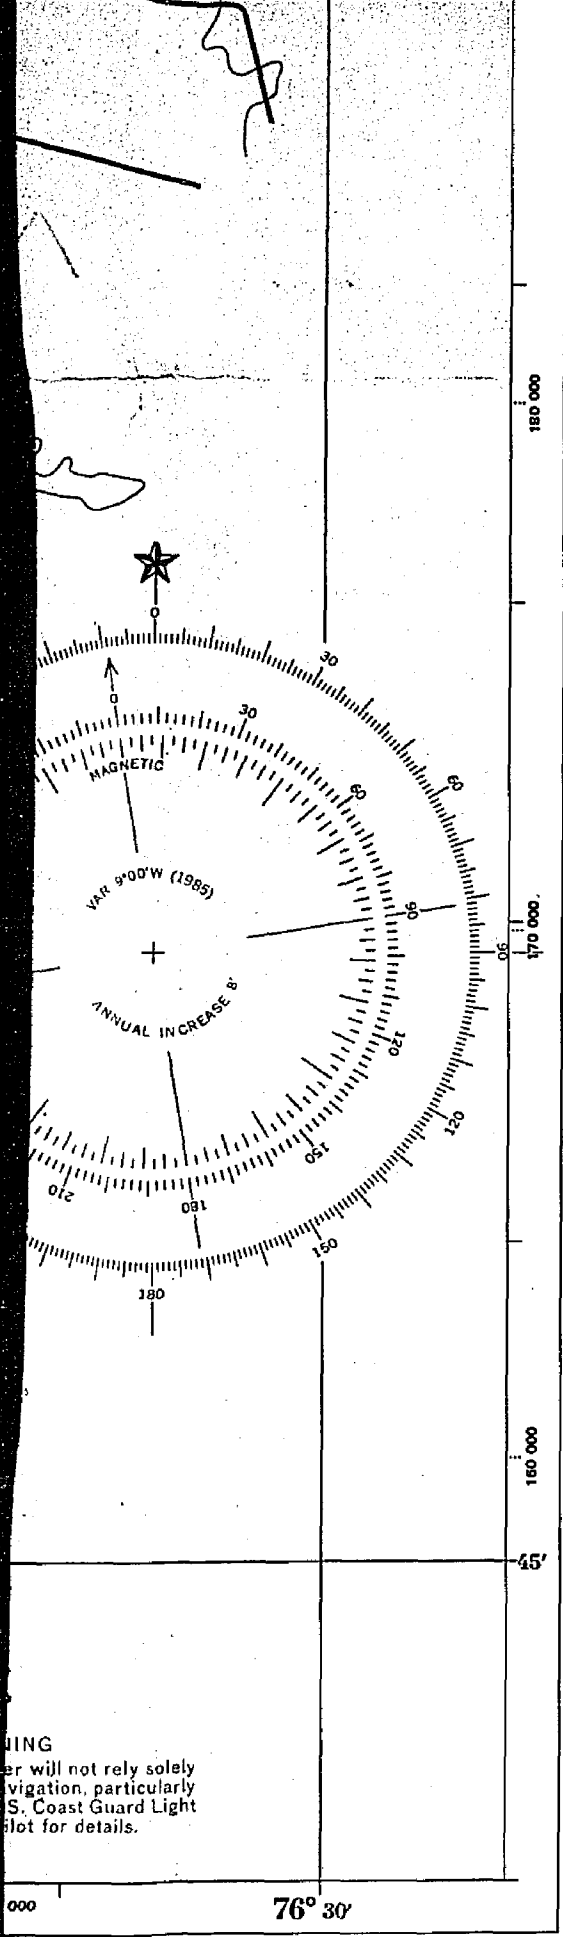 180 000
0
30
60
90
120
150
180
0
30
60
90
120
150
180
210
MAGNETIC
VAR 9°00'W (1985)
ANNUAL INCREASE 8'
170 000
160 000
45'
NING
er will not rely solely
vigation, particularly
S. Coast Guard Light
ilot for details.
000
76° 30'